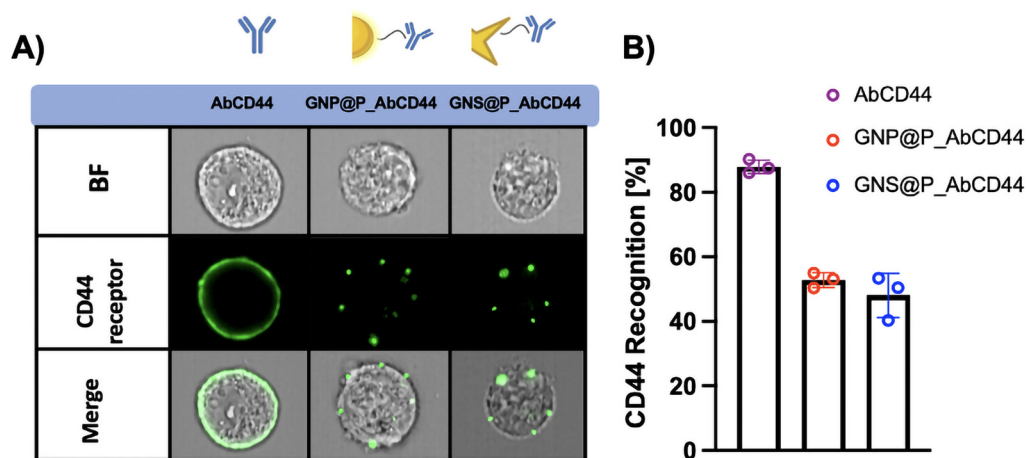 A)
AbCD44
GNP@P_AbCD44
GNS@P_AbCD44
BF
CD44
receptor
Merge
B)
AbCD44
GNP@P_AbCD44
GNS@P_AbCD44
CD44 Recognition [%]
100
80
60
40
20
0